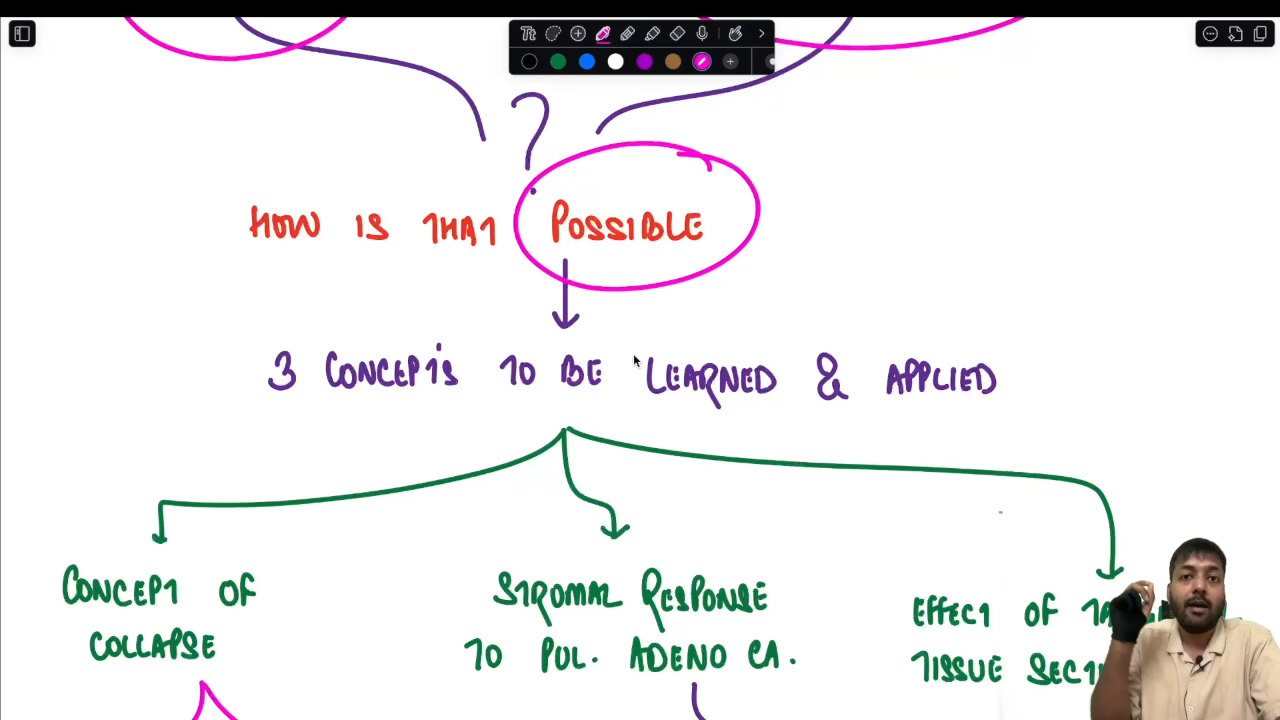 ?
HOW IS THAT POSSIBLE
3 CONCEPTS TO BE LEARNED & APPLIED
CONCEPT OF
COLLAPSE
STROMAL RESPONSE
TO PUL. ADENO CA.
EFFECT OF
TISSUE